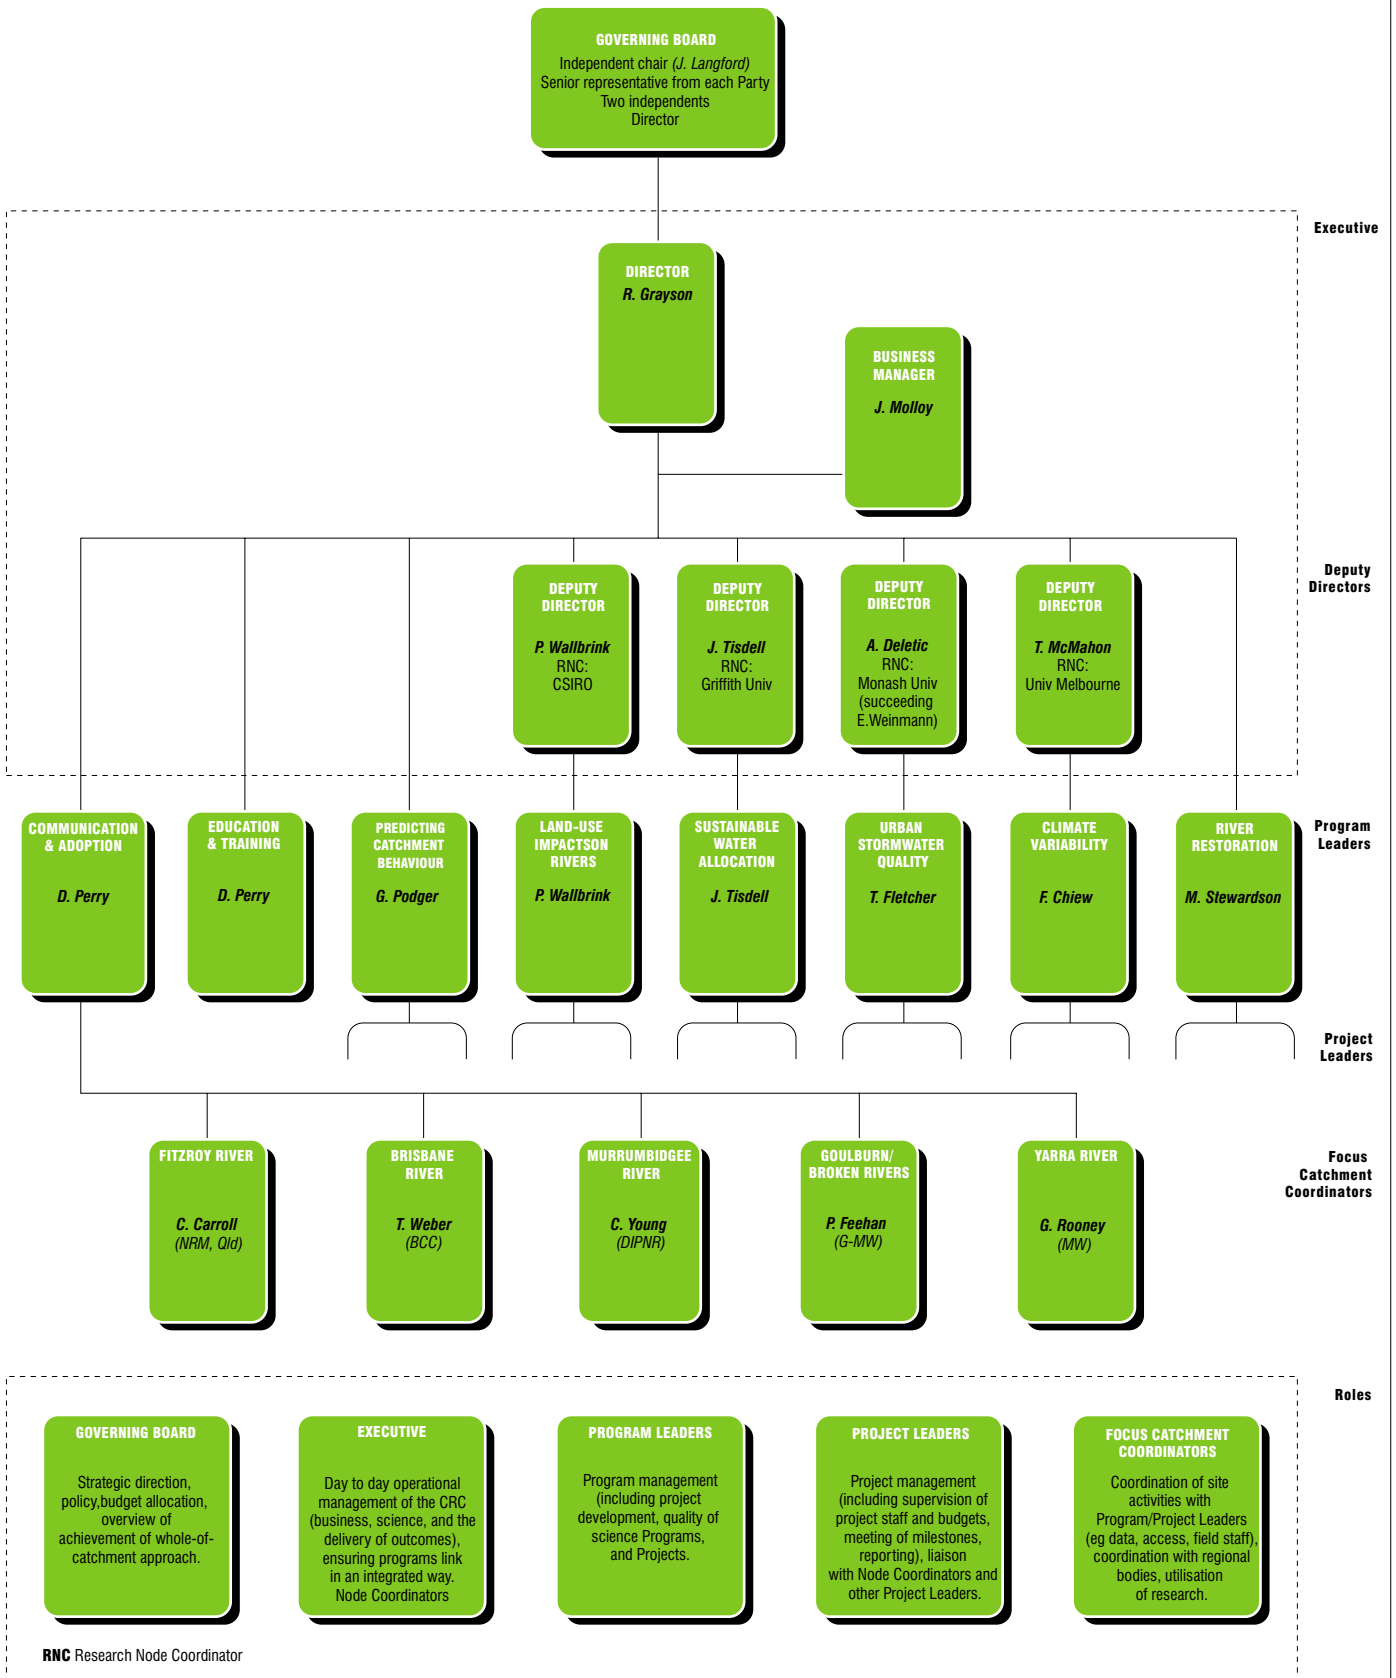 GOVERNING BOARD
Independent chair (J. Langford)
Senior representative from each Party
Two independents
Director
Executive
DIRECTOR
R. Grayson
BUSINESS
MANAGER
J. Molloy
Deputy
Directors
DEPUTY
DIRECTOR
P. Wallbrink
RNC:
CSIRO
DEPUTY
DIRECTOR
J. Tisdell
RNC:
Griffith Univ
DEPUTY
DIRECTOR
A. Deletic
RNC:
Monash Univ
(succeeding
E.Weinmann)
DEPUTY
DIRECTOR
T. McMahon
RNC:
Univ Melbourne
Program
Leaders
COMMUNICATION
& ADOPTION
D. Perry
EDUCATION
& TRAINING
D. Perry
PREDICTING
CATCHMENT
BEHAVIOUR
G. Podger
LAND-USE
IMPACTSON
RIVERS
P. Wallbrink
SUSTAINABLE
WATER
ALLOCATION
J. Tisdell
URBAN
STORMWATER
QUALITY
T. Fletcher
CLIMATE
VARIABILITY
F. Chiew
RIVER
RESTORATION
M. Stewardson
Project
Leaders
FITZROY RIVER
C. Carroll
(NRM, Qld)
BRISBANE
RIVER
T. Weber
(BCC)
MURRUMBIDGEE
RIVER
C. Young
(DIPNR)
GOULBURN/
BROKEN RIVERS
P. Feehan
(G-MW)
YARRA RIVER
G. Rooney
(MW)
Focus
Catchment
Coordinators
Roles
GOVERNING BOARD
Strategic direction,
policy,budget allocation,
overview of
achievement of whole-of-
catchment approach.
EXECUTIVE
Day to day operational
management of the CRC
(business, science, and the
delivery of outcomes),
ensuring programs link
in an integrated way.
Node Coordinators
PROGRAM LEADERS
Program management
(including project
development, quality of
science Programs,
and Projects.
PROJECT LEADERS
Project management
(including supervision of
project staff and budgets,
meeting of milestones,
reporting), liaison
with Node Coordinators and
other Project Leaders.
FOCUS CATCHMENT
COORDINATORS
Coordination of site
activities with
Program/Project Leaders
(eg data, access, field staff),
coordination with regional
bodies, utilisation
of research.
RNC Research Node Coordinator